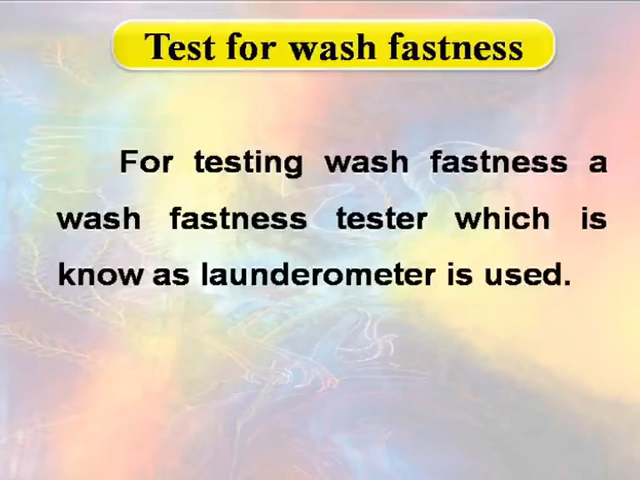 Test for wash fastness
For testing wash fastness a
wash fastness tester which is
know as launderometer is used.